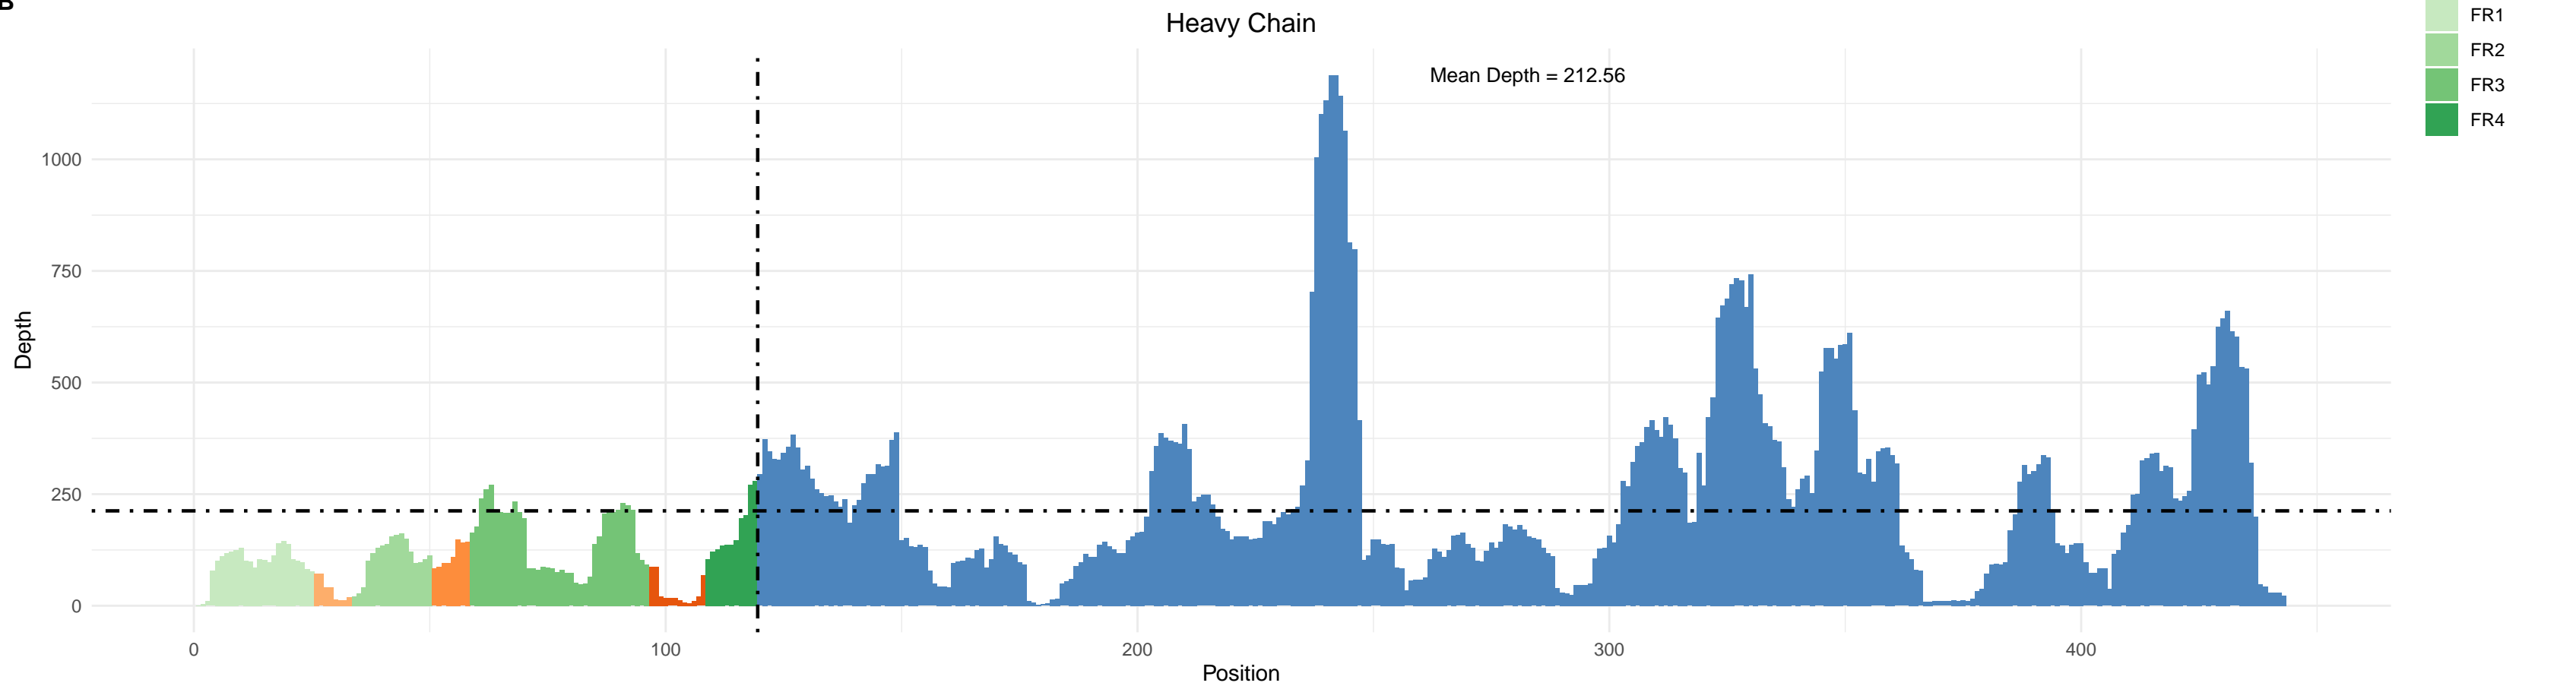 B
Heavy Chain
Mean Depth = 212.56
FR1
FR2
FR3
FR4
1000
750
500
250
0
Depth
0 100 200 300 400
Position